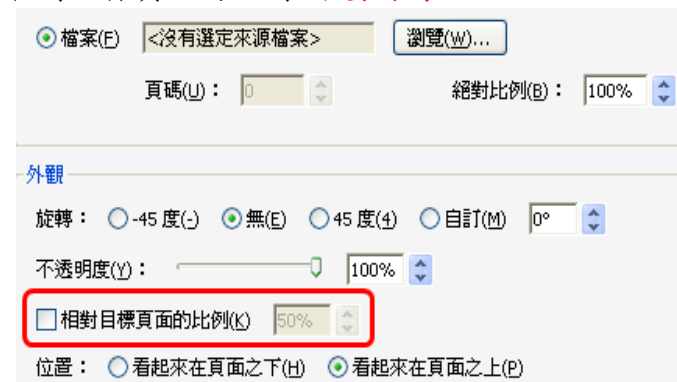 檔案(F) <沒有選定來源檔案> 瀏覽(W)...
頁碼(U)： 0 絕對比例(B)： 100%
外觀
旋轉： -45 度(-) 無(E) 45 度(4) 自訂(M) 0°
不透明度(Y)： 100%
相對目標頁面的比例(K) 50%
位置： 看起來在頁面之下(H) 看起來在頁面之上(P)